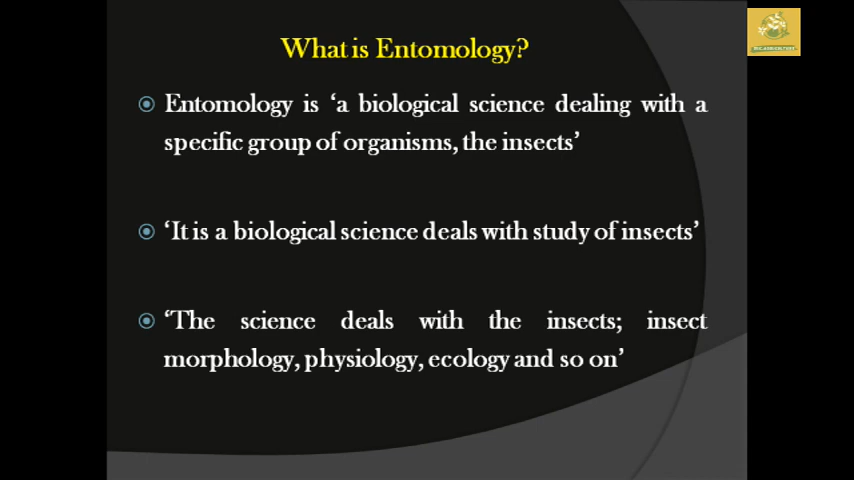 What is Entomology?
Entomology is ‘a biological science dealing with a
specific group of organisms, the insects’
‘It is a biological science deals with study of insects’
‘The science deals with the insects; insect
morphology, physiology, ecology and so on’